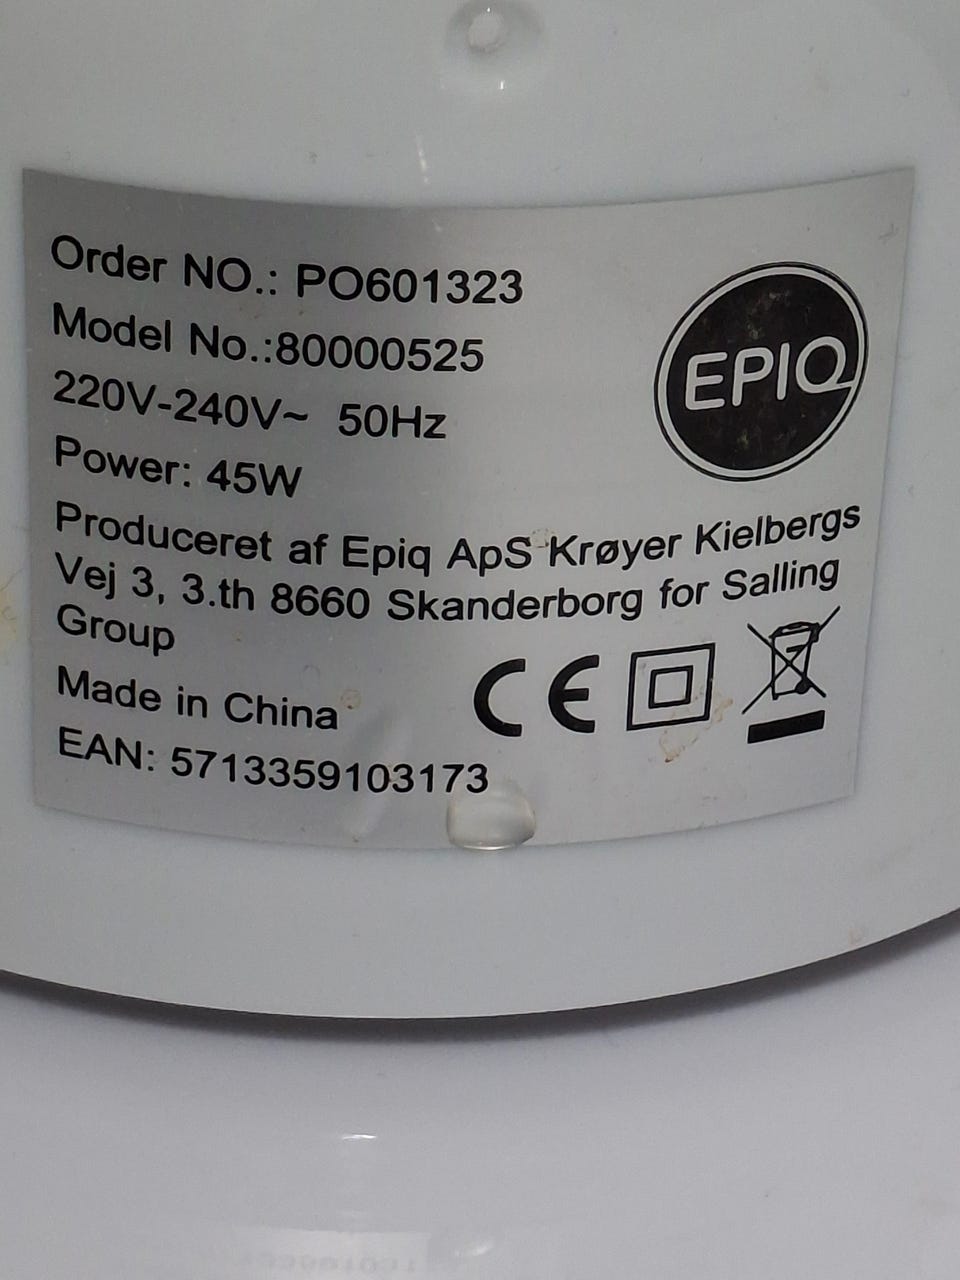 Order NO.: PO601323
Model No.:80000525
220V-240V~ 50Hz
Power: 45W
EPIQ
Produceret af Epiq ApS Krøyer Kielbergs
Vej 3, 3.th 8660 Skanderborg for Salling
Group
Made in China
CE
EAN: 5713359103173